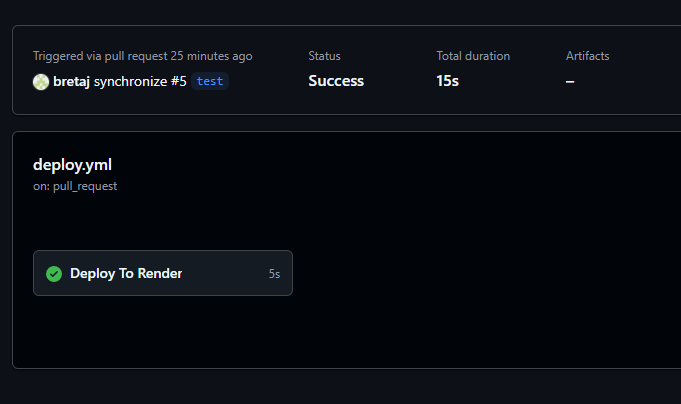 Triggered via pull request 25 minutes ago
bretaj synchronize #5 test
Status
Success
Total duration
15s
Artifacts
–
deploy.yml
on: pull_request
Deploy To Render 5s